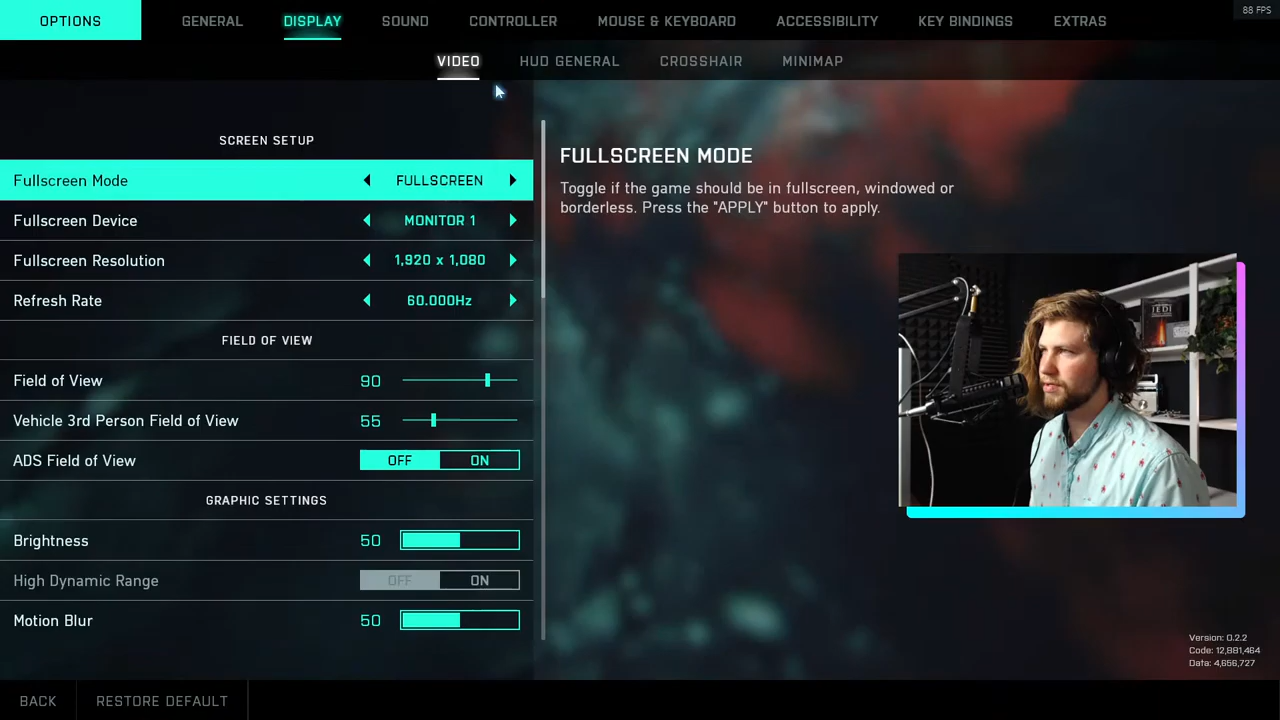 OPTIONS GENERAL DISPLAY SOUND CONTROLLER MOUSE & KEYBOARD ACCESSIBILITY KEY BINDINGS EXTRAS
88 FPS
VIDEO HUD GENERAL CROSSHAIR MINIMAP
SCREEN SETUP
Fullscreen Mode FULLSCREEN
Fullscreen Device MONITOR 1
Fullscreen Resolution 1,920 x 1,080
Refresh Rate 60.000Hz
FIELD OF VIEW
Field of View 90
Vehicle 3rd Person Field of View 55
ADS Field of View OFF ON
GRAPHIC SETTINGS
Brightness 50
High Dynamic Range OFF ON
Motion Blur 50
FULLSCREEN MODE
Toggle if the game should be in fullscreen, windowed or
borderless. Press the "APPLY" button to apply.
JEDI
Version: 0.2.2
Code: 12,881,464
Data: 4,656,727
BACK RESTORE DEFAULT